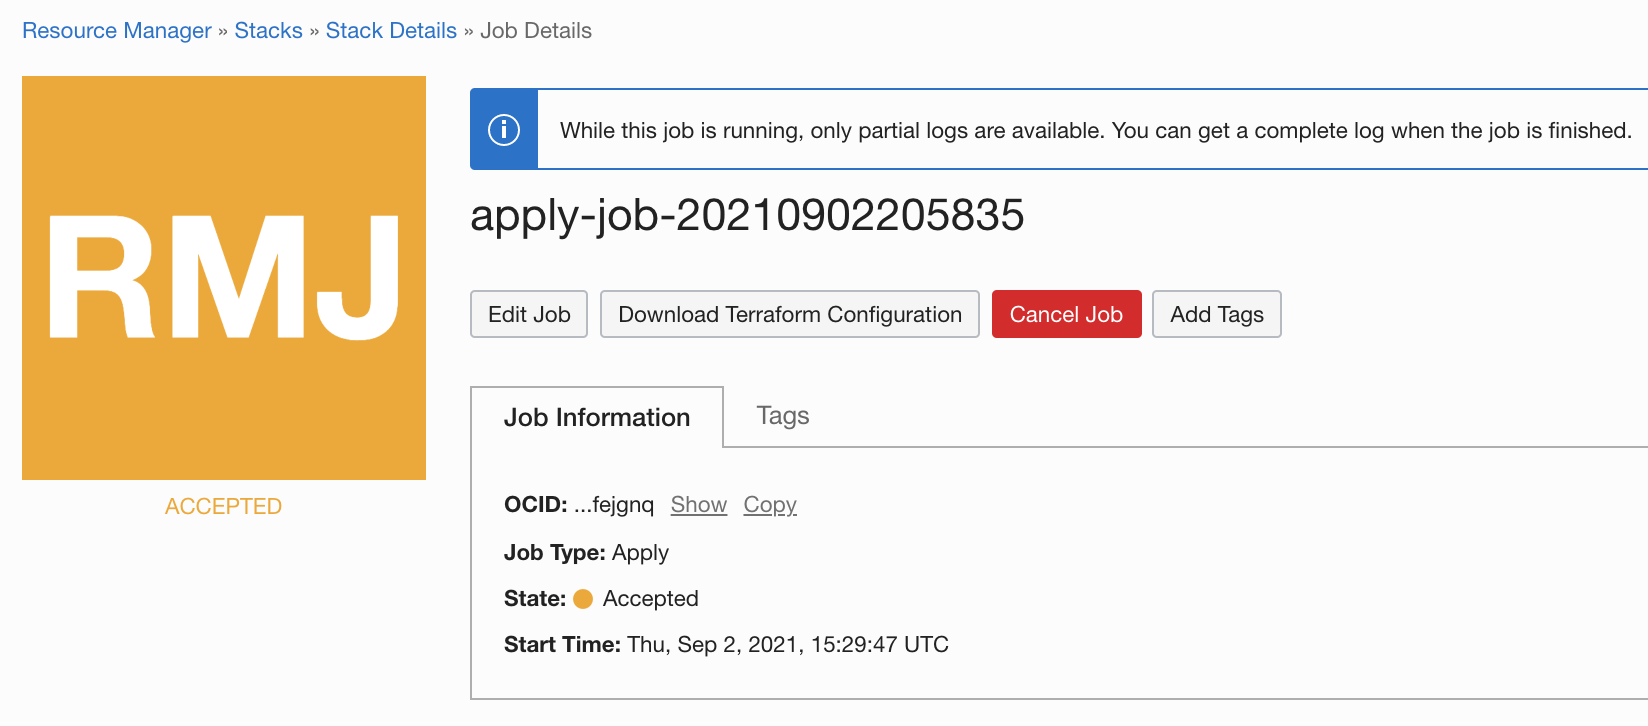 Resource Manager » Stacks » Stack Details » Job Details
RMJ
ACCEPTED
While this job is running, only partial logs are available. You can get a complete log when the job is finished.
apply-job-20210902205835
Edit Job Download Terraform Configuration Cancel Job Add Tags
Job Information Tags
OCID: ...fejgnq Show Copy
Job Type: Apply
State: Accepted
Start Time: Thu, Sep 2, 2021, 15:29:47 UTC